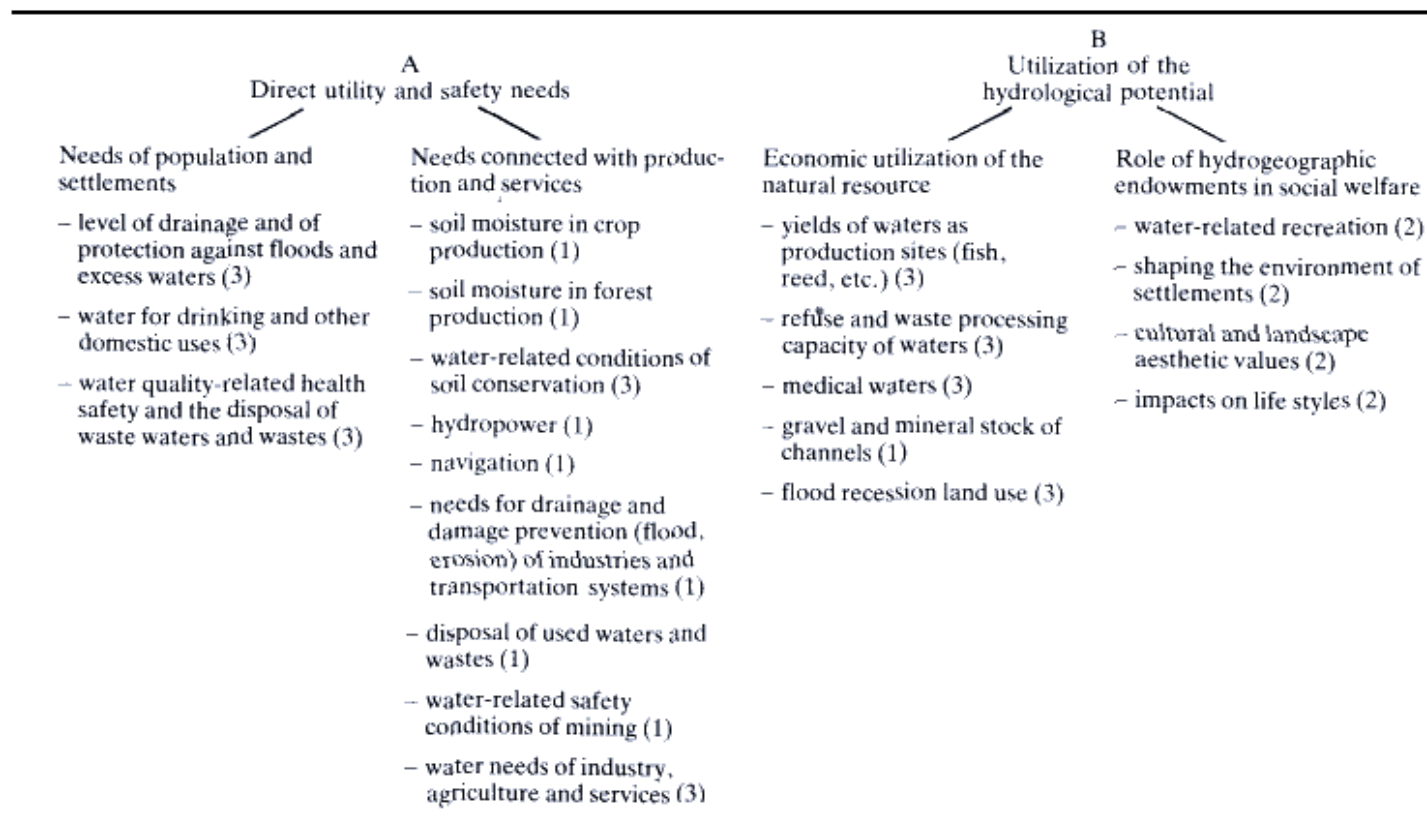 A
Direct utility and safety needs
Needs of population and
settlements
– level of drainage and of
protection against floods and
excess waters (3)
– water for drinking and other
domestic uses (3)
– water quality-related health
safety and the disposal of
waste waters and wastes (3)
Needs connected with produc-
tion and services
– soil moisture in crop
production (1)
– soil moisture in forest
production (1)
– water-related conditions of
soil conservation (3)
– hydropower (1)
– navigation (1)
– needs for drainage and
damage prevention (flood,
erosion) of industries and
transportation systems (1)
– disposal of used waters and
wastes (1)
– water-related safety
conditions of mining (1)
– water needs of industry,
agriculture and services (3)
B
Utilization of the
hydrological potential
Economic utilization of the
natural resource
– yields of waters as
production sites (fish,
reed, etc.) (3)
– refuse and waste processing
capacity of waters (3)
– medical waters (3)
– gravel and mineral stock of
channels (1)
– flood recession land use (3)
Role of hydrogeographic
endowments in social welfare
– water-related recreation (2)
– shaping the environment of
settlements (2)
– cultural and landscape
aesthetic values (2)
– impacts on life styles (2)